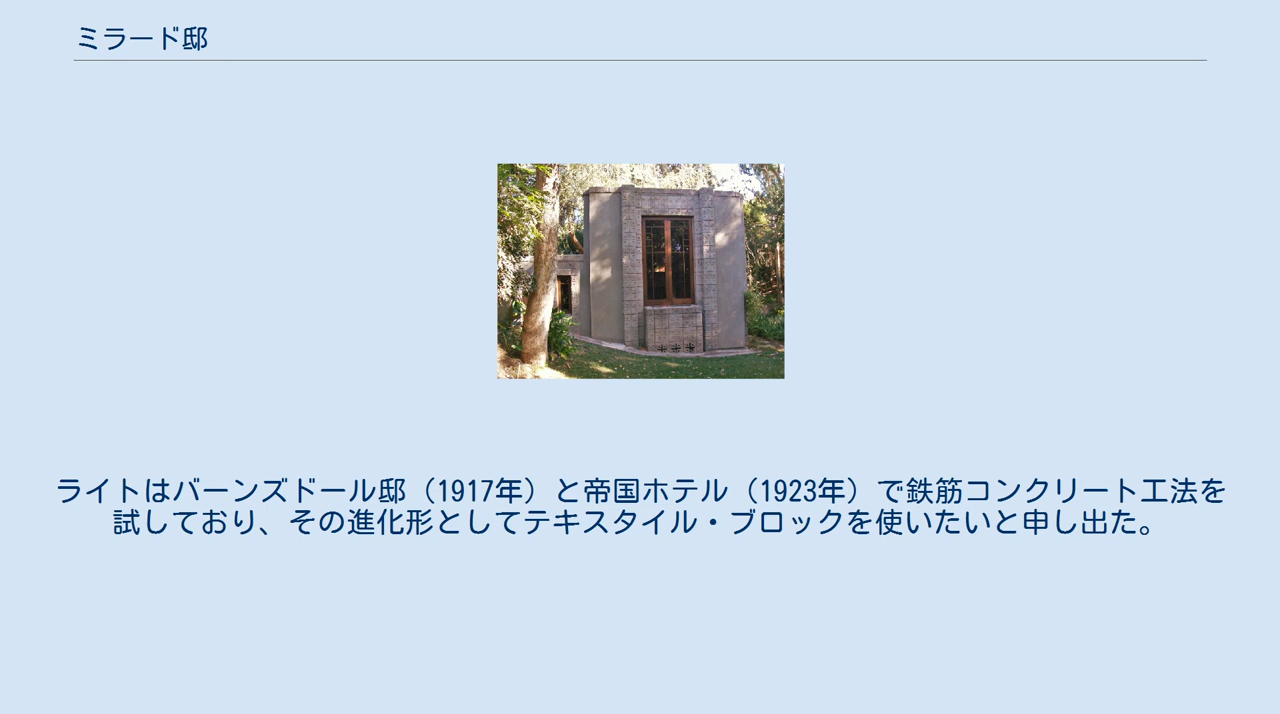 ミラード邸
ライトはバーンズドール邸（1917年）と帝国ホテル（1923年）で鉄筋コンクリート工法を
試しており、その進化形としてテキスタイル・ブロックを使いたいと申し出た。